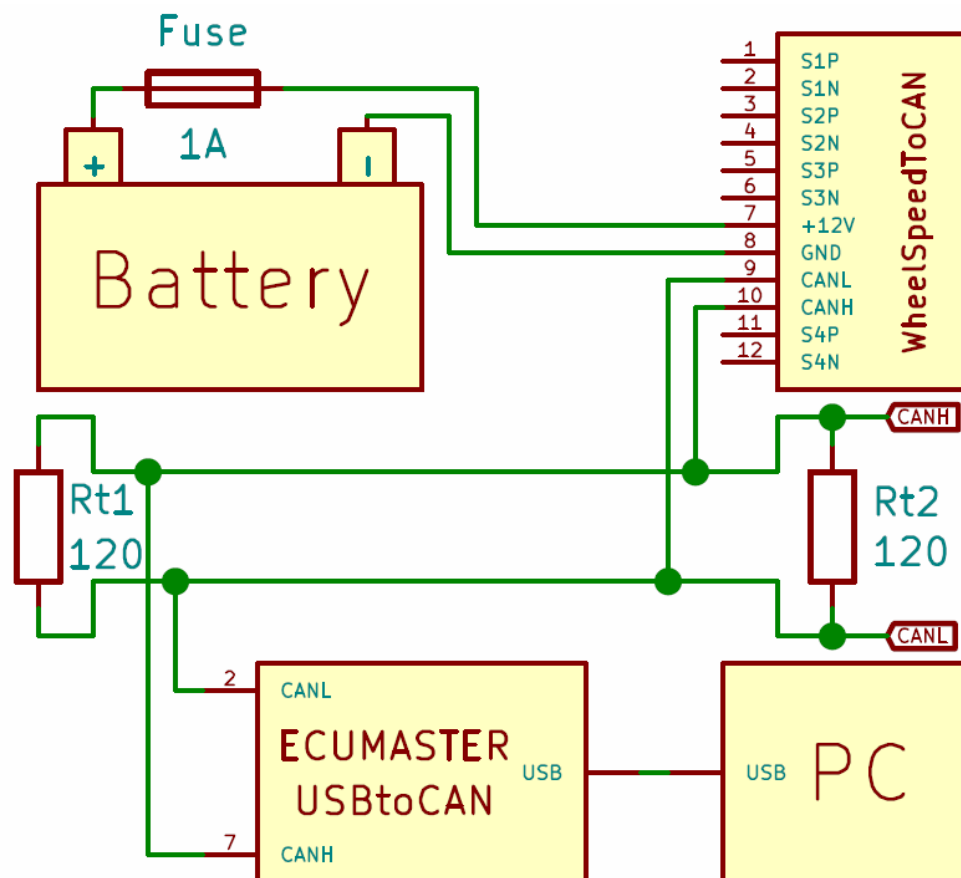 Fuse
1A
+ -
Battery
1 S1P
2 S1N
3 S2P
4 S2N
5 S3P
6 S3N
7 +12V
8 GND
9 CANL
10 CANH
11 S4P
12 S4N
WheelSpeedToCAN
CANH
Rt1
120
Rt2
120
CANL
2 CANL
7 CANH
ECUMASTER
USBtoCAN
USB
USB
PC